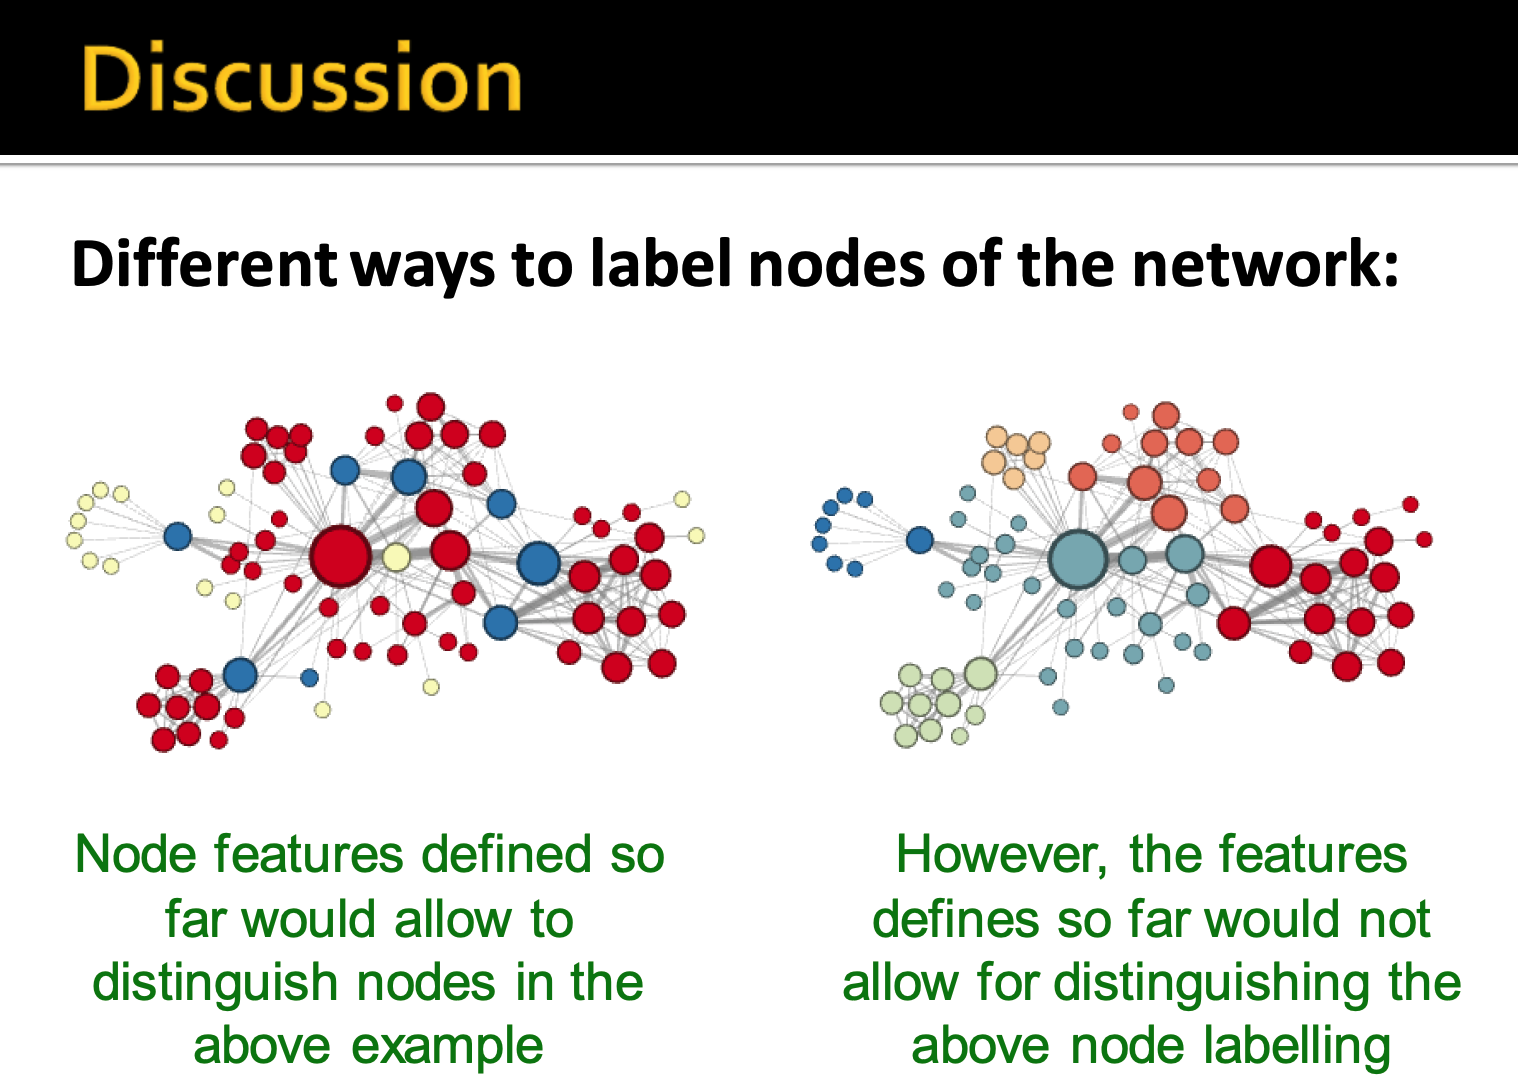 Discussion
Different ways to label nodes of the network:
Node features defined so
far would allow to
distinguish nodes in the
above example
However, the features
defines so far would not
allow for distinguishing the
above node labelling